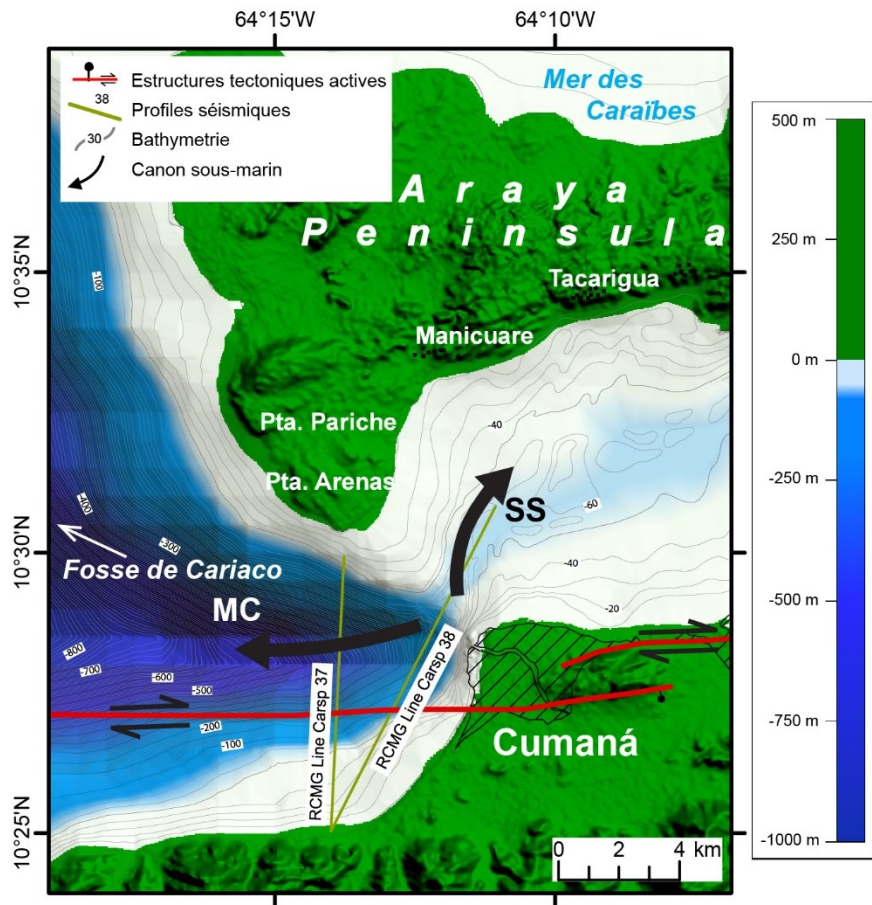 64°15'W
64°10'W
38
Estructures tectoniques actives
Profiles séismiques
30
Bathymetrie
Canon sous-marin
Mer des
Caraïbes
500 m
250 m
0 m
-250 m
-500 m
-750 m
-1000 m
Araya
Peninsula
10°35'N
10°30'N
10°25'N
-100
Tacarigua
Manicuare
Pta. Pariche
Pta. Arenas
-40
SS
-60
-400
-300
Fosse de Cariaco
MC
-40
-20
-800
-700
-600
-500
-200
-100
RCMG Line Carsp 37
RCMG Line Carsp 38
Cumaná
0 2 4 km